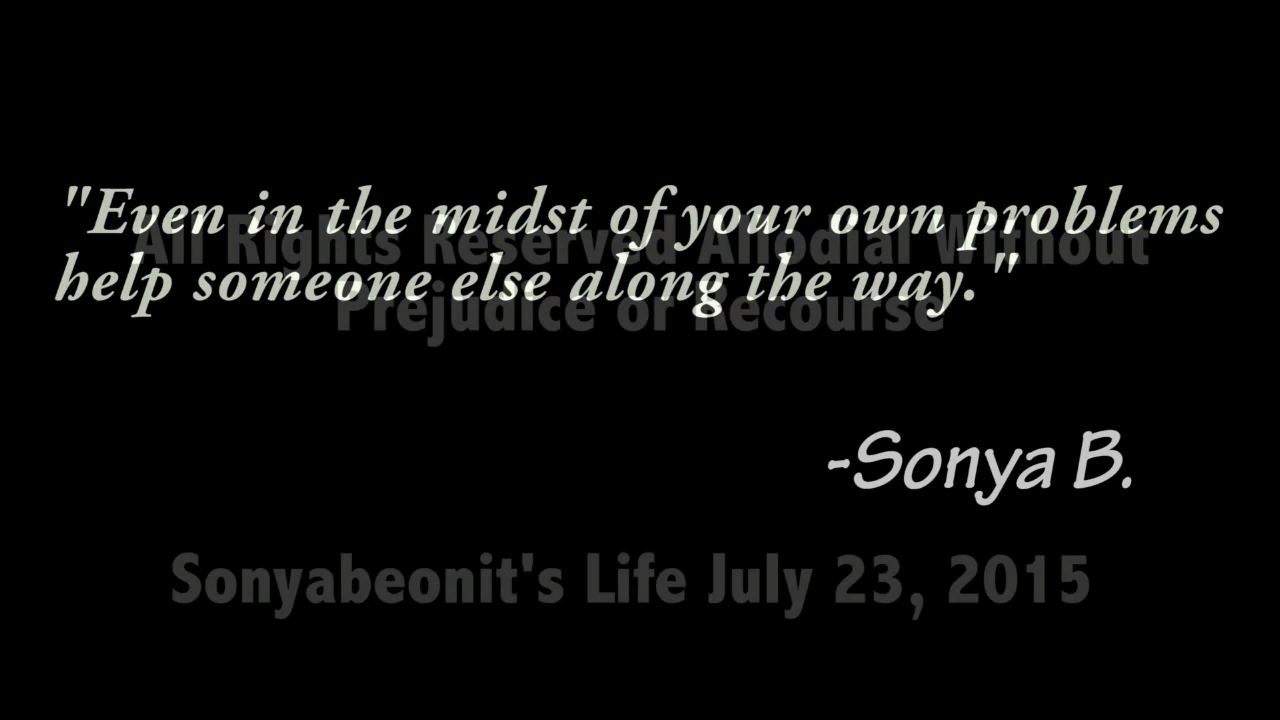 "Even in the midst of your own problems
All Rights Reserved Allodial Without
help someone else along the way."
Prejudice or Recourse
-Sonya B.
Sonyabeonit's Life July 23, 2015